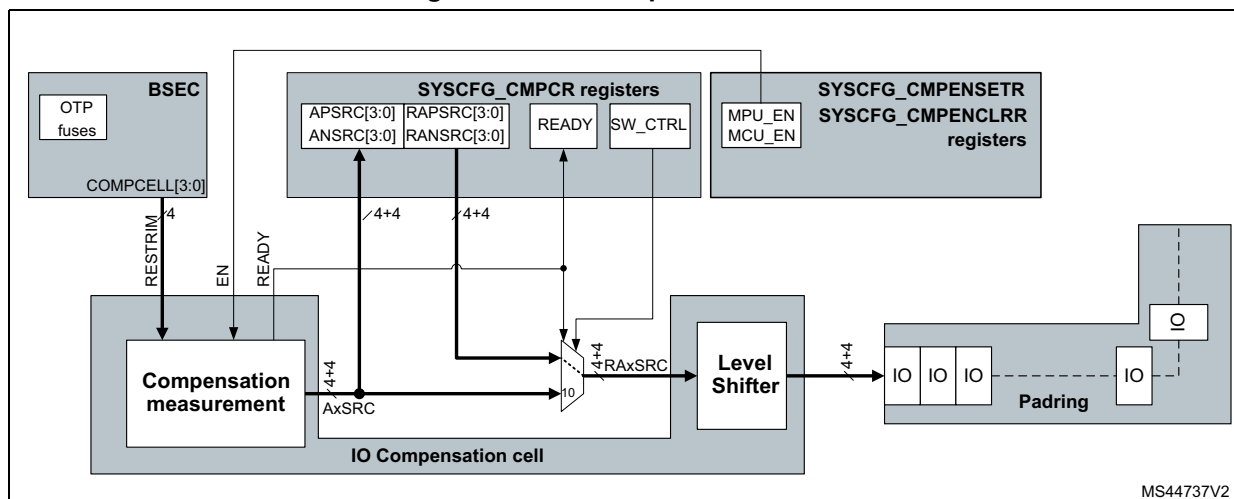 BSEC
OTP
fuses
COMPCELL[3:0]
SYSCFG_CMPCR registers
APSRC[3:0]
ANSRC[3:0]
RAPSRC[3:0]
RANSRC[3:0]
READY
SW_CTRL
SYSCFG_CMPENSETR
SYSCFG_CMPENCLRR
registers
MPU_EN
MCU_EN
4
4+4
4+4
RESTRIM
EN
READY
Compensation
measurement
4+4
AxSRC
10
4+4
RAxSRC
Level
Shifter
4+4
IO
IO
IO
IO
IO
Padring
IO Compensation cell
MS44737V2